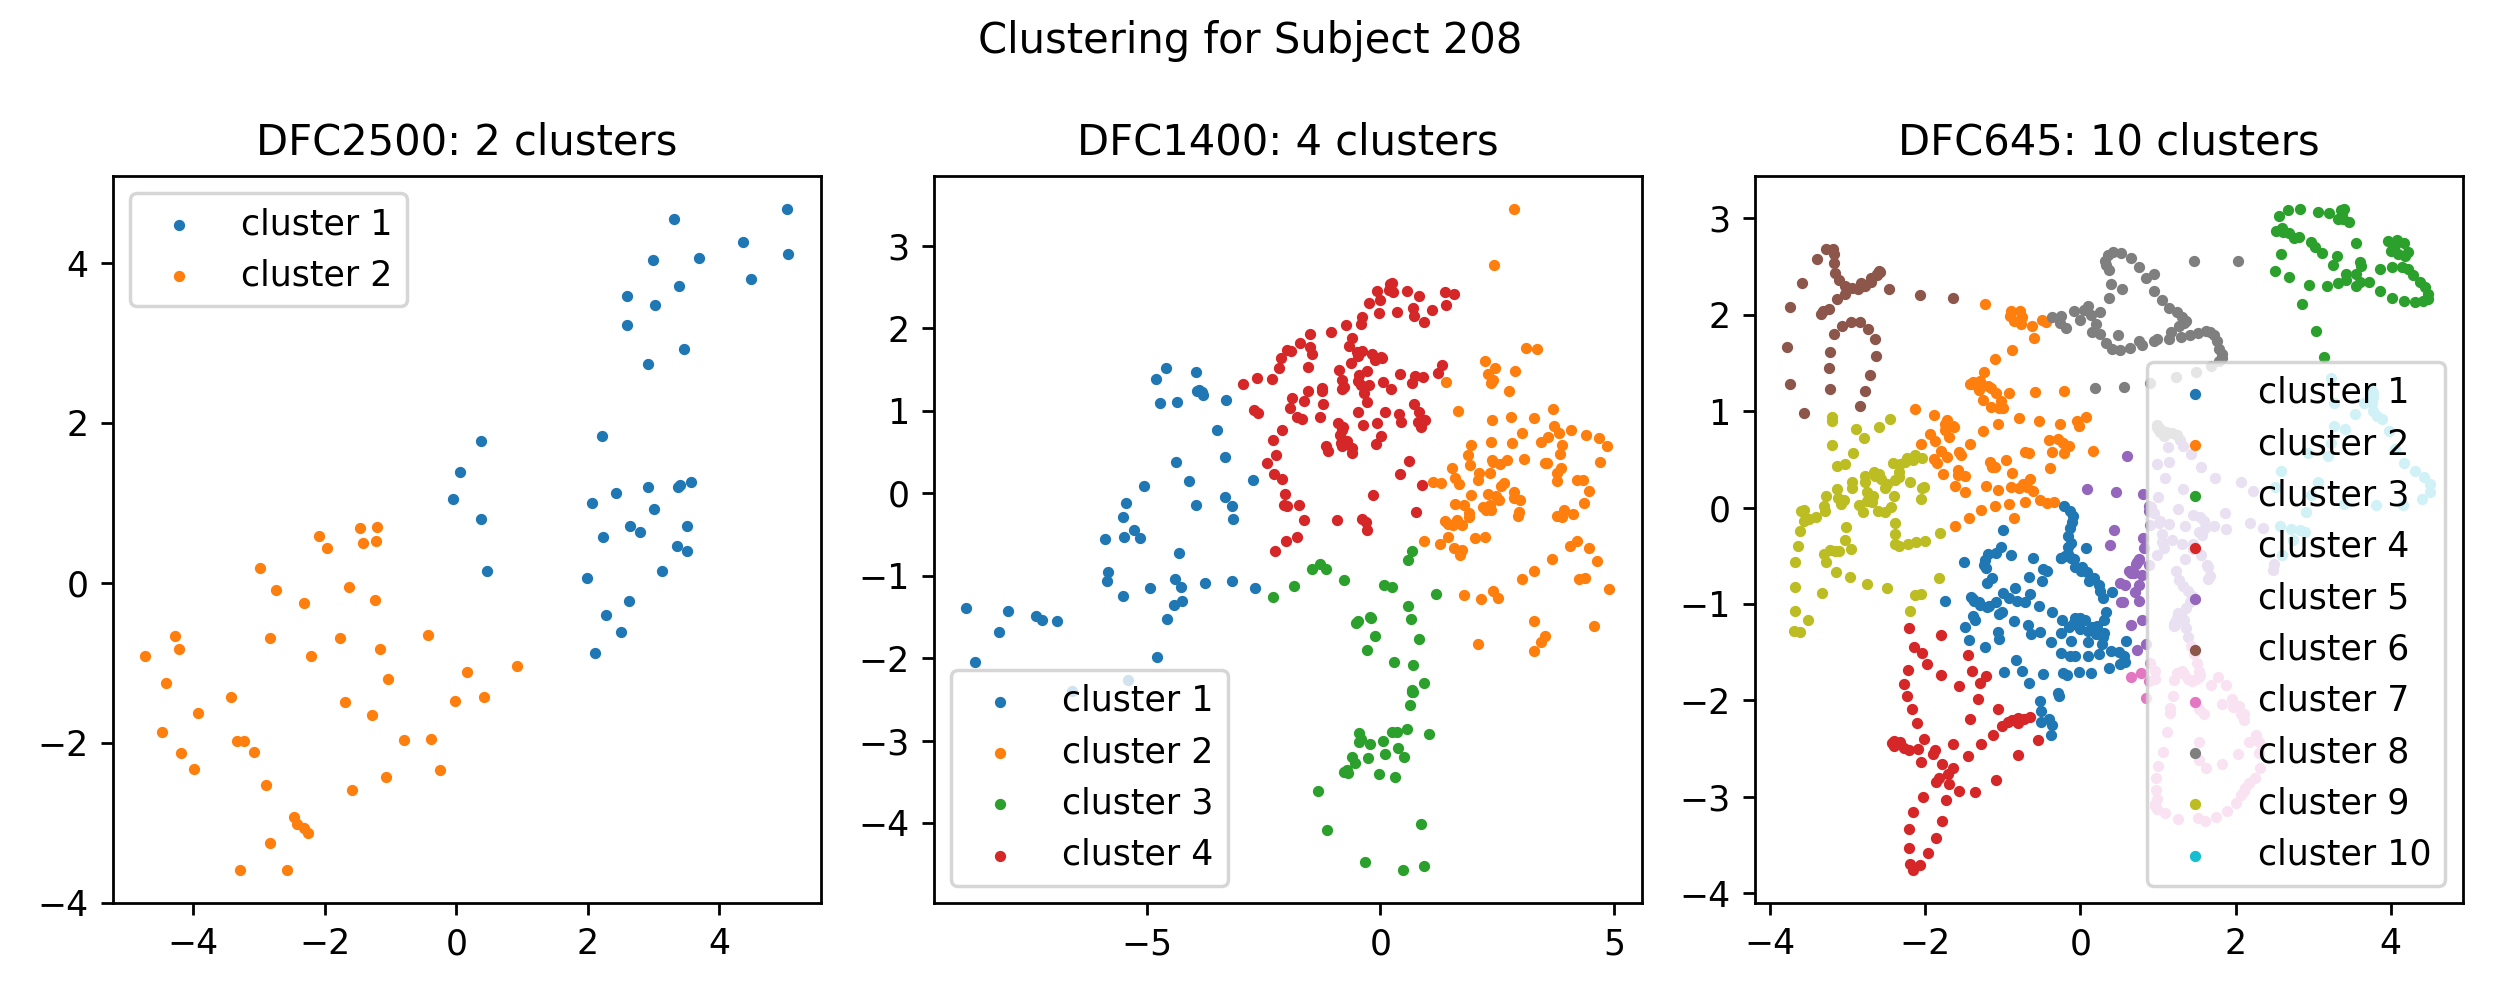 Clustering for Subject 208
DFC2500: 2 clusters
cluster 1
cluster 2
4
2
0
−2
−4
−4
−2
0
2
4
DFC1400: 4 clusters
3
2
1
0
−1
−2
−3
−4
cluster 1
cluster 2
cluster 3
cluster 4
−5
0
5
DFC645: 10 clusters
3
2
1
0
−1
−2
−3
−4
cluster 1
cluster 2
cluster 3
cluster 4
cluster 5
cluster 6
cluster 7
cluster 8
cluster 9
cluster 10
−4
−2
0
2
4